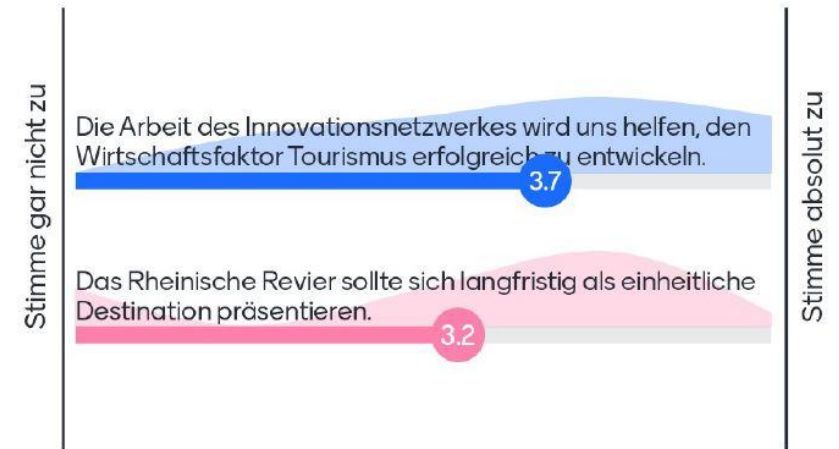 Stimme gar nicht zu
Die Arbeit des Innovationsnetzwerkes wird uns helfen, den
Wirtschaftsfaktor Tourismus erfolgreich zu entwickeln.
3.7
Das Rheinische Revier sollte sich langfristig als einheitliche
Destination präsentieren.
3.2
Stimme absolut zu